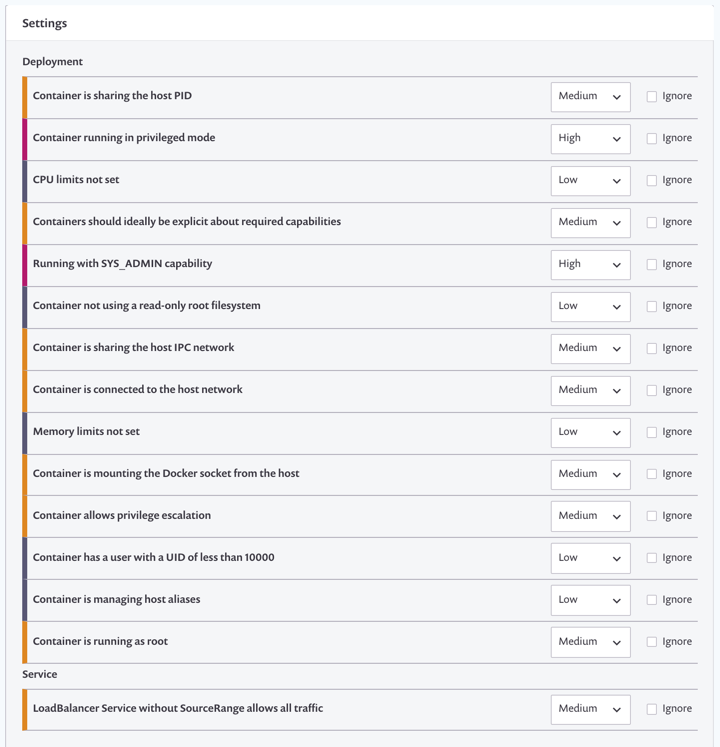 Settings
Deployment
Container is sharing the host PID Medium Ignore
Container running in privileged mode High Ignore
CPU limits not set Low Ignore
Containers should ideally be explicit about required capabilities Medium Ignore
Running with SYS_ADMIN capability High Ignore
Container not using a read-only root filesystem Low Ignore
Container is sharing the host IPC network Medium Ignore
Container is connected to the host network Medium Ignore
Memory limits not set Low Ignore
Container is mounting the Docker socket from the host Medium Ignore
Container allows privilege escalation Medium Ignore
Container has a user with a UID of less than 10000 Low Ignore
Container is managing host aliases Low Ignore
Container is running as root Medium Ignore
Service
LoadBalancer Service without SourceRange allows all traffic Medium Ignore